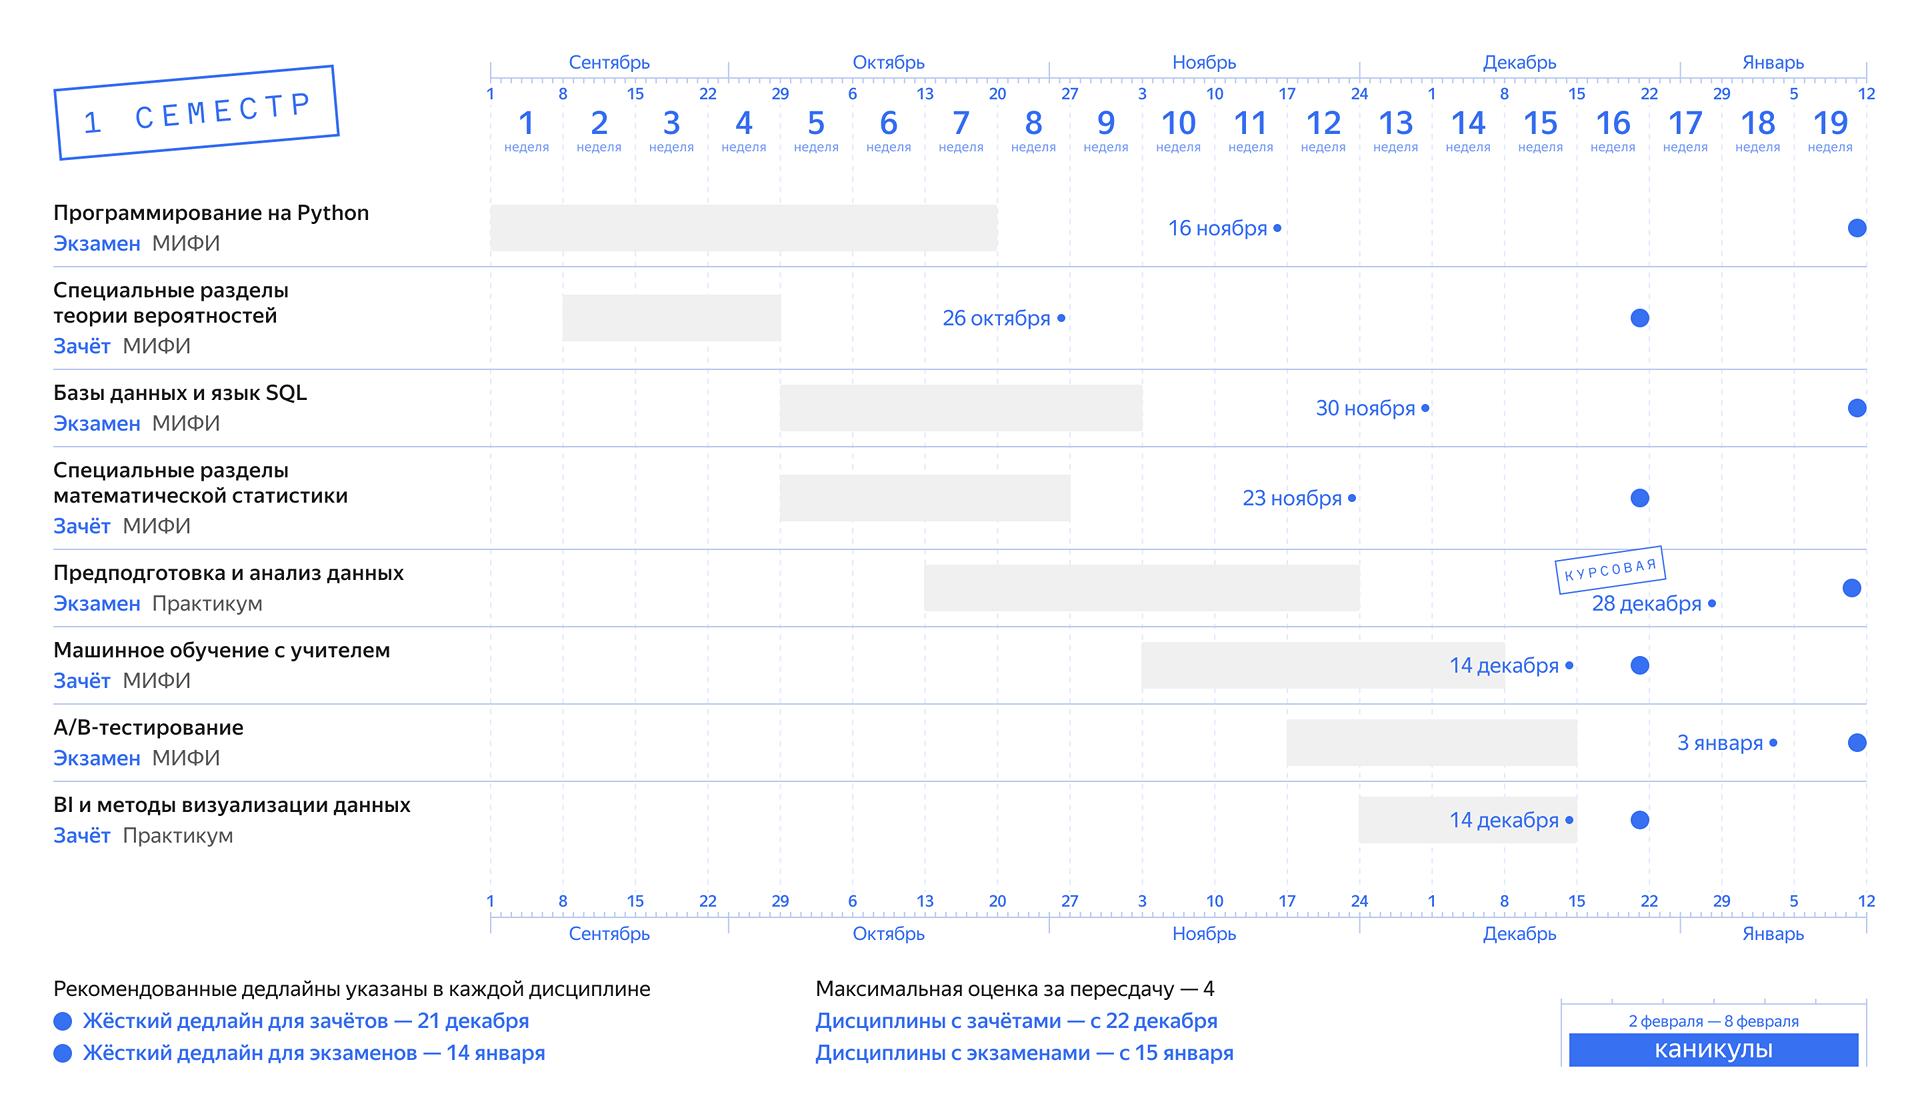 1 СЕМЕСТР
Сентябрь Октябрь Ноябрь Декабрь Январь
1 8 15 22 29 6 13 20 27 3 10 17 24 1 8 15 22 29 5 12
1 2 3 4 5 6 7 8 9 10 11 12 13 14 15 16 17 18 19
неделя неделя неделя неделя неделя неделя неделя неделя неделя неделя неделя неделя неделя неделя неделя неделя неделя неделя неделя
Программирование на Python
Экзамен МИФИ
16 ноября
Специальные разделы
теории вероятностей
Зачёт МИФИ
26 октября
Базы данных и язык SQL
Экзамен МИФИ
30 ноября
Специальные разделы
математической статистики
Зачёт МИФИ
23 ноября
Предподготовка и анализ данных
Экзамен Практикум
КУРСОВАЯ
28 декабря
Машинное обучение с учителем
Зачёт МИФИ
14 декабря
A/B-тестирование
Экзамен МИФИ
3 января
BI и методы визуализации данных
Зачёт Практикум
14 декабря
1 8 15 22 29 6 13 20 27 3 10 17 24 1 8 15 22 29 5 12
Сентябрь Октябрь Ноябрь Декабрь Январь
Рекомендованные дедлайны указаны в каждой дисциплине
Жёсткий дедлайн для зачётов — 21 декабря
Жёсткий дедлайн для экзаменов — 14 января
Максимальная оценка за пересдачу — 4
Дисциплины с зачётами — с 22 декабря
Дисциплины с экзаменами — с 15 января
2 февраля — 8 февраля
каникулы